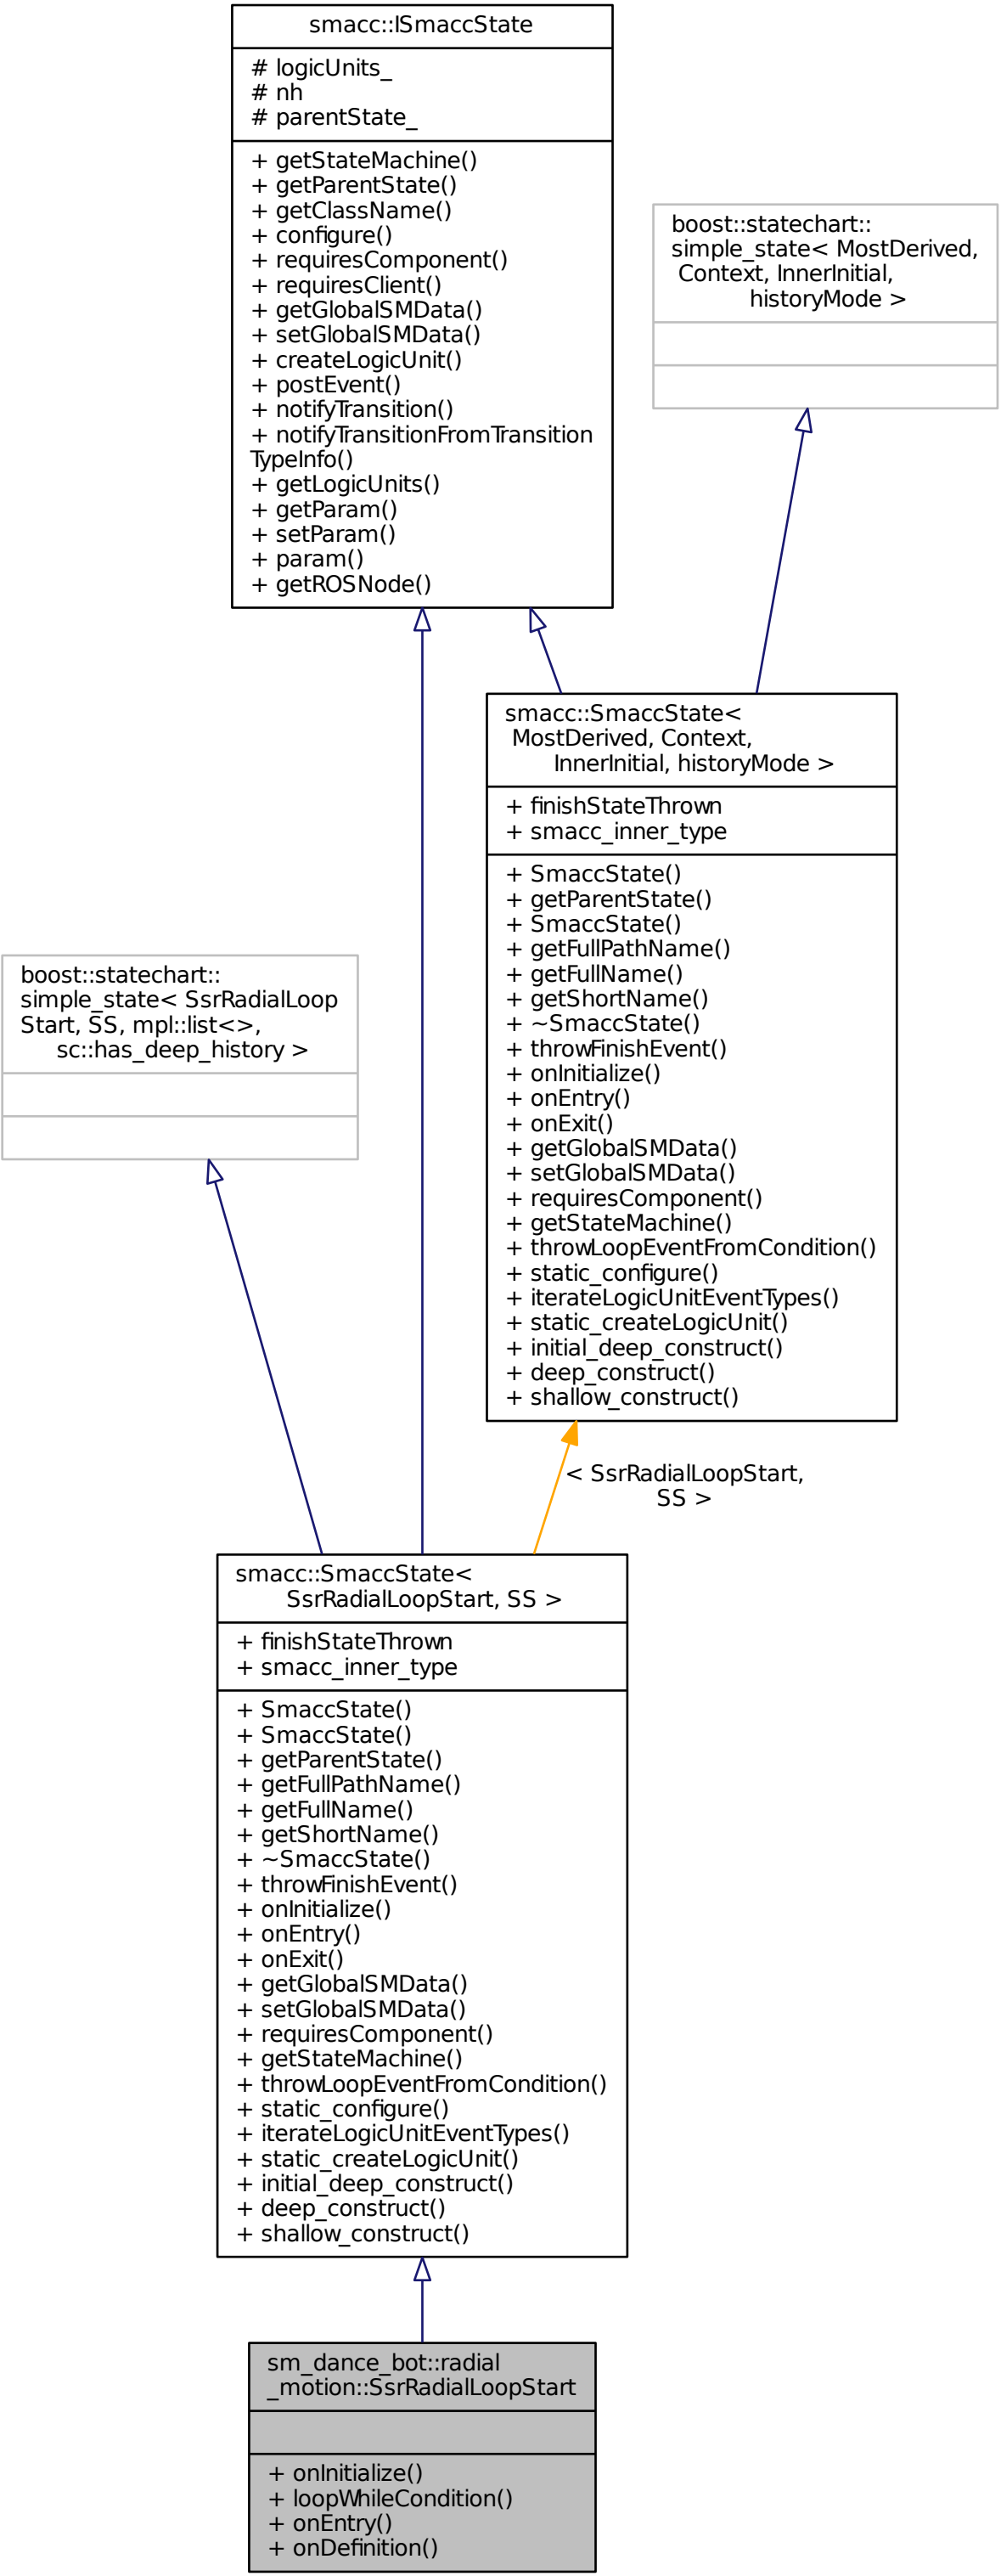 smacc::ISmaccState
# logicUnits_
# nh
# parentState_
+ getStateMachine()
+ getParentState()
+ getClassName()
+ configure()
+ requiresComponent()
+ requiresClient()
+ getGlobalSMData()
+ setGlobalSMData()
+ createLogicUnit()
+ postEvent()
+ notifyTransition()
+ notifyTransitionFromTransition
TypeInfo()
+ getLogicUnits()
+ getParam()
+ setParam()
+ param()
+ getROSNode()
boost::statechart::
simple_state< MostDerived,
Context, InnerInitial,
historyMode >
smacc::SmaccState<
MostDerived, Context,
InnerInitial, historyMode >
+ finishStateThrown
+ smacc_inner_type
+ SmaccState()
+ getParentState()
+ SmaccState()
+ getFullPathName()
+ getFullName()
+ getShortName()
+ ~SmaccState()
+ throwFinishEvent()
+ onInitialize()
+ onEntry()
+ onExit()
+ getGlobalSMData()
+ setGlobalSMData()
+ requiresComponent()
+ getStateMachine()
+ throwLoopEventFromCondition()
+ static_configure()
+ iterateLogicUnitEventTypes()
+ static_createLogicUnit()
+ initial_deep_construct()
+ deep_construct()
+ shallow_construct()
boost::statechart::
simple_state< SsrRadialLoop
Start, SS, mpl::list<>,
sc::has_deep_history >
< SsrRadialLoopStart,
SS >
smacc::SmaccState<
SsrRadialLoopStart, SS >
+ finishStateThrown
+ smacc_inner_type
+ SmaccState()
+ SmaccState()
+ getParentState()
+ getFullPathName()
+ getFullName()
+ getShortName()
+ ~SmaccState()
+ throwFinishEvent()
+ onInitialize()
+ onEntry()
+ onExit()
+ getGlobalSMData()
+ setGlobalSMData()
+ requiresComponent()
+ getStateMachine()
+ throwLoopEventFromCondition()
+ static_configure()
+ iterateLogicUnitEventTypes()
+ static_createLogicUnit()
+ initial_deep_construct()
+ deep_construct()
+ shallow_construct()
sm_dance_bot::radial
_motion::SsrRadialLoopStart
+ onInitialize()
+ loopWhileCondition()
+ onEntry()
+ onDefinition()